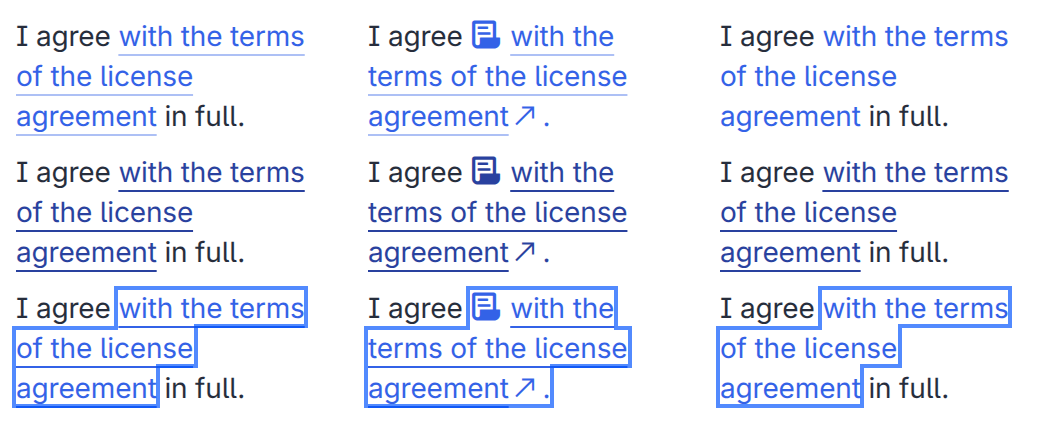 I agree with the terms
of the license
agreement in full.
I agree with the
terms of the license
agreement.
I agree with the terms
of the license
agreement in full.
I agree with the terms
of the license
agreement in full.
I agree with the
terms of the license
agreement.
I agree with the terms
of the license
agreement in full.
I agree with the terms
of the license
agreement in full.
I agree with the
terms of the license
agreement.
I agree with the terms
of the license
agreement in full.